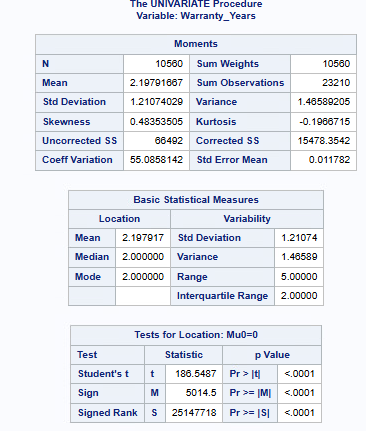 The UNIVARIATE Procedure
Variable: Warranty_Years
Moments
N 10560 Sum Weights 10560
Mean 2.19791667 Sum Observations 23210
Std Deviation 1.21074029 Variance 1.46589205
Skewness 0.48353505 Kurtosis -0.1966715
Uncorrected SS 66492 Corrected SS 15478.3542
Coeff Variation 55.0858142 Std Error Mean 0.011782
Basic Statistical Measures
Location Variability
Mean 2.197917 Std Deviation 1.21074
Median 2.000000 Variance 1.46589
Mode 2.000000 Range 5.00000
Interquartile Range 2.00000
Tests for Location: Mu0=0
Test Statistic p Value
Student's t t 186.5487 Pr > |t| <.0001
Sign M 5014.5 Pr >= |M| <.0001
Signed Rank S 25147718 Pr >= |S| <.0001